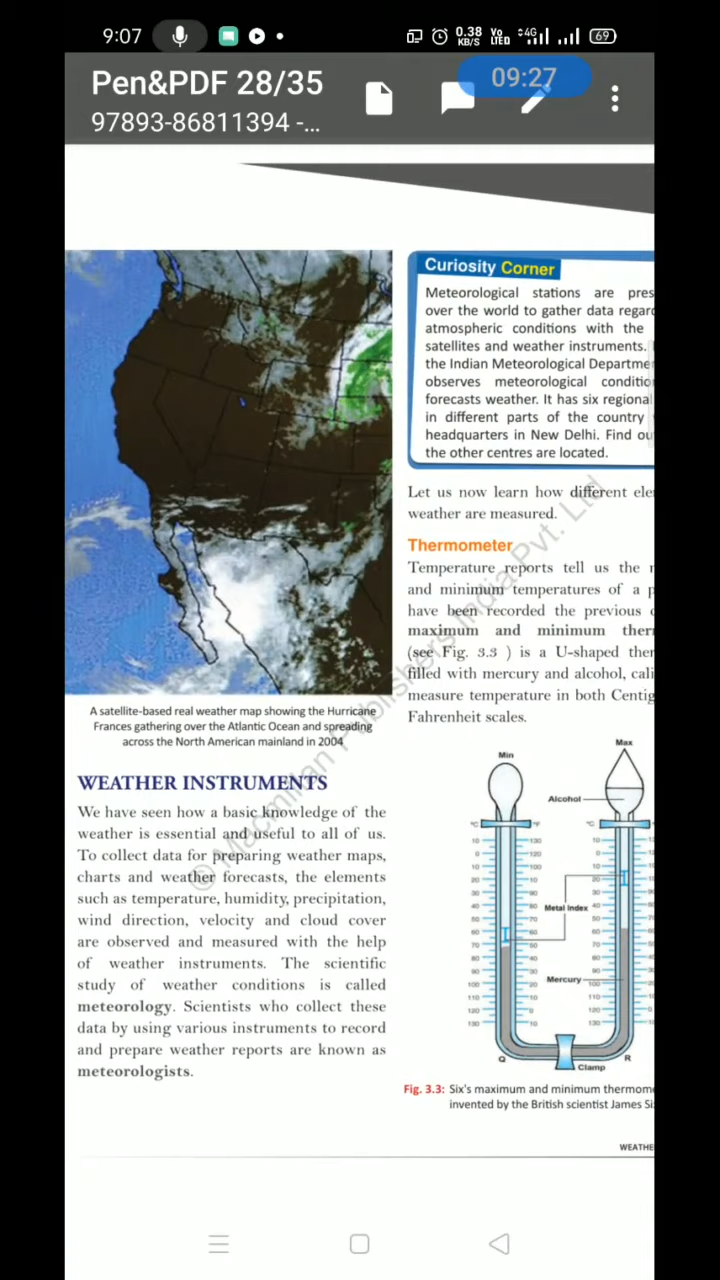 9:07
0.38
KB/S
Vo
LTE
4G
69
Pen&PDF 28/35
09:27
97893-86811394 -...
Curiosity Corner
Meteorological stations are pres
over the world to gather data regard
atmospheric conditions with the
satellites and weather instruments.
the Indian Meteorological Departme
observes meteorological conditio
forecasts weather. It has six regional
in different parts of the country
headquarters in New Delhi. Find ou
the other centres are located.
Let us now learn how different ele
weather are measured.
Thermometer
Temperature reports tell us the
and minimum temperatures of a p
have been recorded the previous
maximum and minimum ther
(see Fig. 3.3 ) is a U-shaped ther
filled with mercury and alcohol, cali
measure temperature in both Centig
Fahrenheit scales.
A satellite-based real weather map showing the Hurricane
Frances gathering over the Atlantic Ocean and spreading
across the North American mainland in 2004
WEATHER INSTRUMENTS
We have seen how a basic knowledge of the
weather is essential and useful to all of us.
To collect data for preparing weather maps,
charts and weather forecasts, the elements
such as temperature, humidity, precipitation,
wind direction, velocity and cloud cover
are observed and measured with the help
of weather instruments. The scientific
study of weather conditions is called
meteorology. Scientists who collect these
data by using various instruments to record
and prepare weather reports are known as
meteorologists.
Min
Max
Alcohol
Metal Index
Mercury
Q
R
Clamp
Fig. 3.3: Six's maximum and minimum thermom
invented by the British scientist James Si
WEATHE
© Macmillan Publishers India Pvt. Ltd